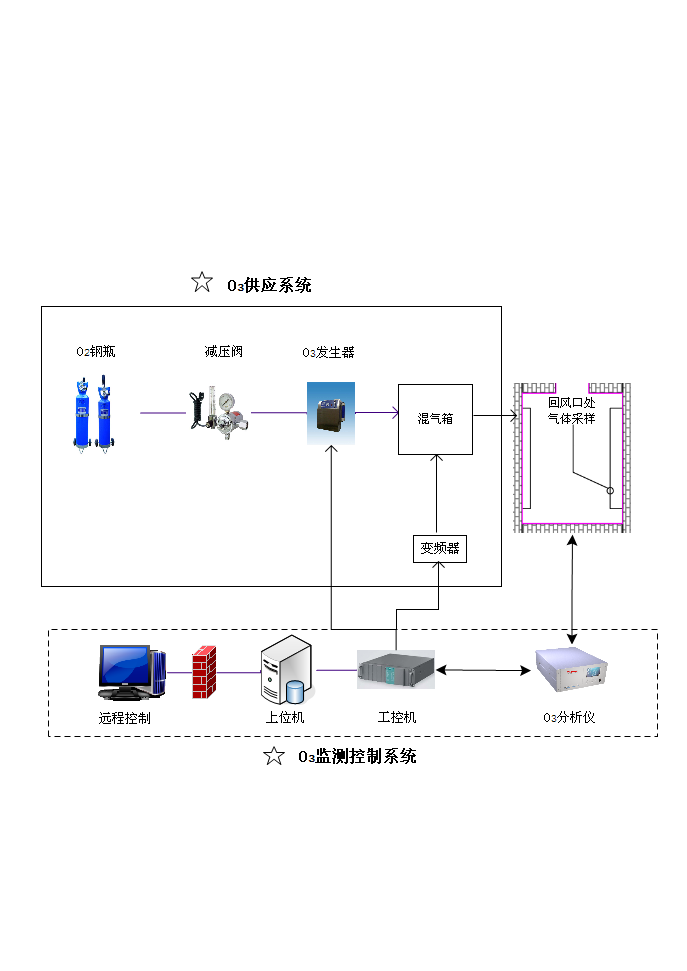 ☆ O₃供应系统
O₂钢瓶
减压阀
O₃发生器
混气箱
回风口处
气体采样
变频器
远程控制
上位机
工控机
O₃分析仪
☆ O₃监测控制系统